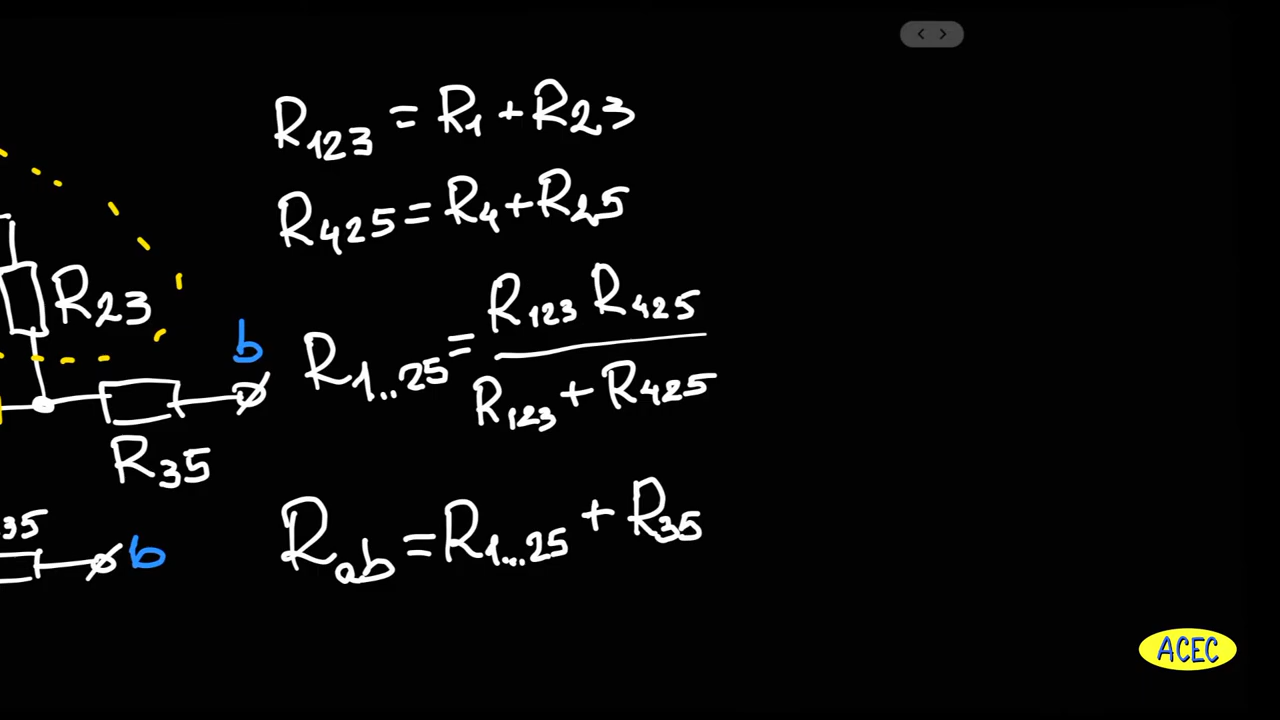 R123 = R1 + R23
R425 = R4 + R25
R23
b
R1..25 = R123 R425 / R123 + R425
R35
Rab = R1...25 + R35
35
b
ACEC